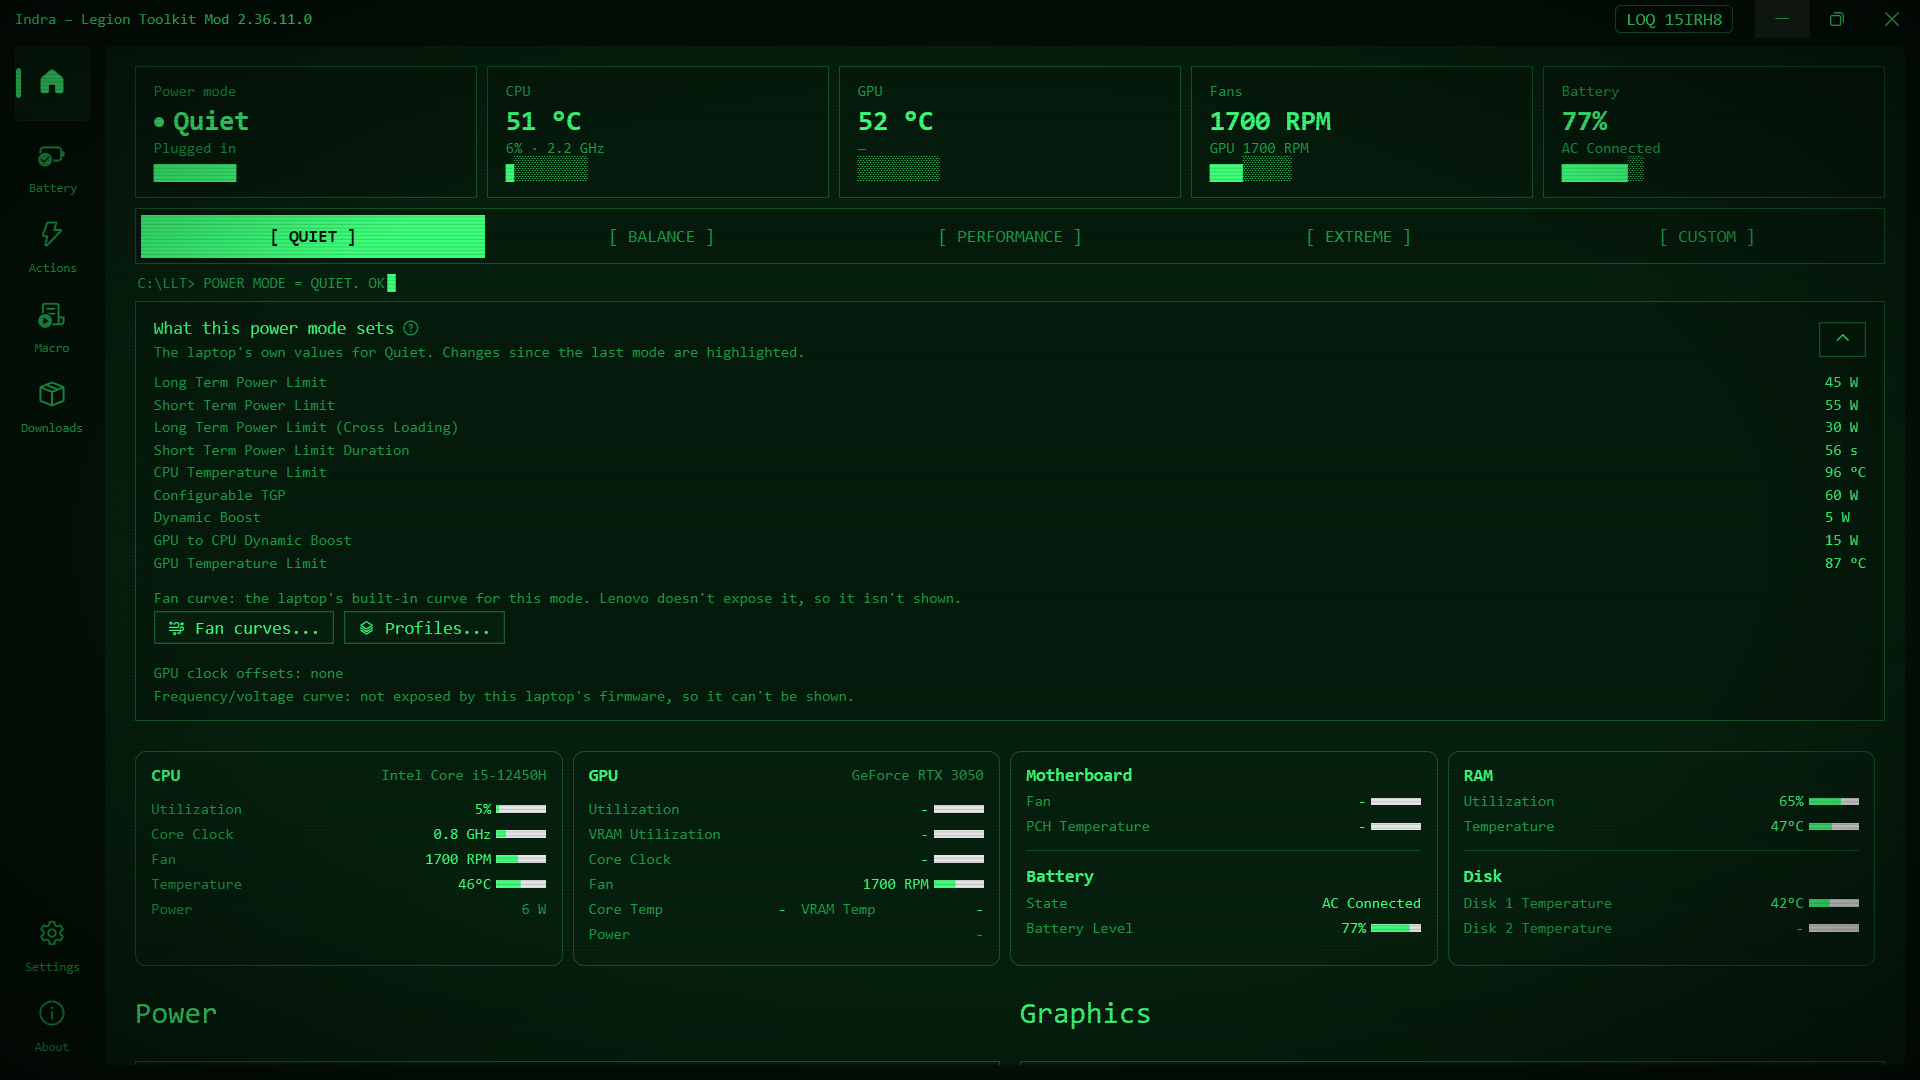 Indra – Legion Toolkit Mod 2.36.11.0
LOQ 15IRH8
Battery
Actions
Macro
Downloads
Settings
About
Power mode
• Quiet
Plugged in
CPU
51 °C
6% · 2.2 GHz
GPU
52 °C
–
Fans
1700 RPM
GPU 1700 RPM
Battery
77%
AC Connected
[ QUIET ]
[ BALANCE ]
[ PERFORMANCE ]
[ EXTREME ]
[ CUSTOM ]
C:\LLT> POWER MODE = QUIET. OK
What this power mode sets
The laptop's own values for Quiet. Changes since the last mode are highlighted.
Long Term Power Limit 45 W
Short Term Power Limit 55 W
Long Term Power Limit (Cross Loading) 30 W
Short Term Power Limit Duration 56 s
CPU Temperature Limit 96 °C
Configurable TGP 60 W
Dynamic Boost 5 W
GPU to CPU Dynamic Boost 15 W
GPU Temperature Limit 87 °C
Fan curve: the laptop's built-in curve for this mode. Lenovo doesn't expose it, so it isn't shown.
Fan curves...
Profiles...
GPU clock offsets: none
Frequency/voltage curve: not exposed by this laptop's firmware, so it can't be shown.
CPU Intel Core i5-12450H
Utilization 5%
Core Clock 0.8 GHz
Fan 1700 RPM
Temperature 46°C
Power 6 W
GPU GeForce RTX 3050
Utilization -
VRAM Utilization -
Core Clock -
Fan 1700 RPM
Core Temp - VRAM Temp -
Power -
Motherboard
Fan -
PCH Temperature -
Battery
State AC Connected
Battery Level 77%
RAM
Utilization 65%
Temperature 47°C
Disk
Disk 1 Temperature 42°C
Disk 2 Temperature -
Power
Graphics